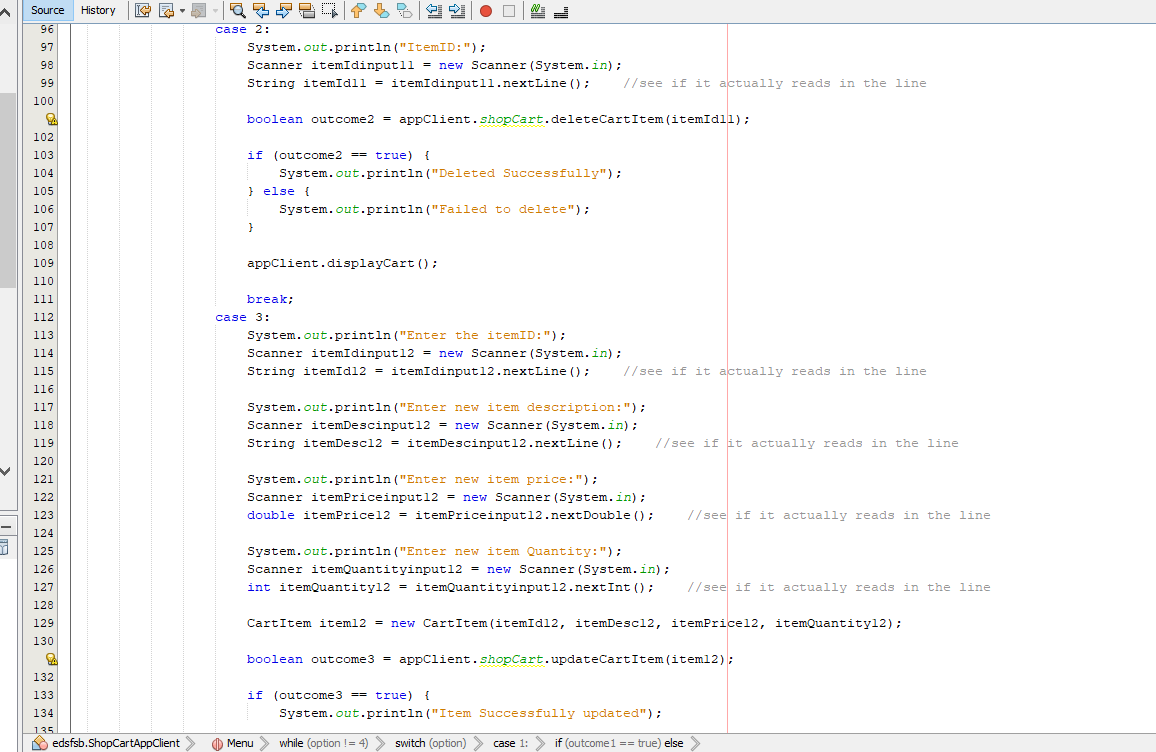 Source History
96 case 2:
97 System.out.println("ItemID:");
98 Scanner itemIdinput11 = new Scanner(System.in);
99 String itemId11 = itemIdinput11.nextLine(); //see if it actually reads in the line
100
boolean outcome2 = appClient.shopCart.deleteCartItem(itemId11);
102
103 if (outcome2 == true) {
104 System.out.println("Deleted Successfully");
105 } else {
106 System.out.println("Failed to delete");
107 }
108
109 appClient.displayCart();
110
111 break;
112 case 3:
113 System.out.println("Enter the itemID:");
114 Scanner itemIdinput12 = new Scanner(System.in);
115 String itemId12 = itemIdinput12.nextLine(); //see if it actually reads in the line
116
117 System.out.println("Enter new item description:");
118 Scanner itemDescinput12 = new Scanner(System.in);
119 String itemDesc12 = itemDescinput12.nextLine(); //see if it actually reads in the line
120
121 System.out.println("Enter new item price:");
122 Scanner itemPriceinput12 = new Scanner(System.in);
123 double itemPrice12 = itemPriceinput12.nextDouble(); //see if it actually reads in the line
124
125 System.out.println("Enter new item Quantity:");
126 Scanner itemQuantityinput12 = new Scanner(System.in);
127 int itemQuantity12 = itemQuantityinput12.nextInt(); //see if it actually reads in the line
128
129 CartItem item12 = new CartItem(itemId12, itemDesc12, itemPrice12, itemQuantity12);
130
boolean outcome3 = appClient.shopCart.updateCartItem(item12);
132
133 if (outcome3 == true) {
134 System.out.println("Item Successfully updated");
135
edsfsb.ShopCartAppClient Menu while (option != 4) switch (option) case 1: if (outcome1 == true) else